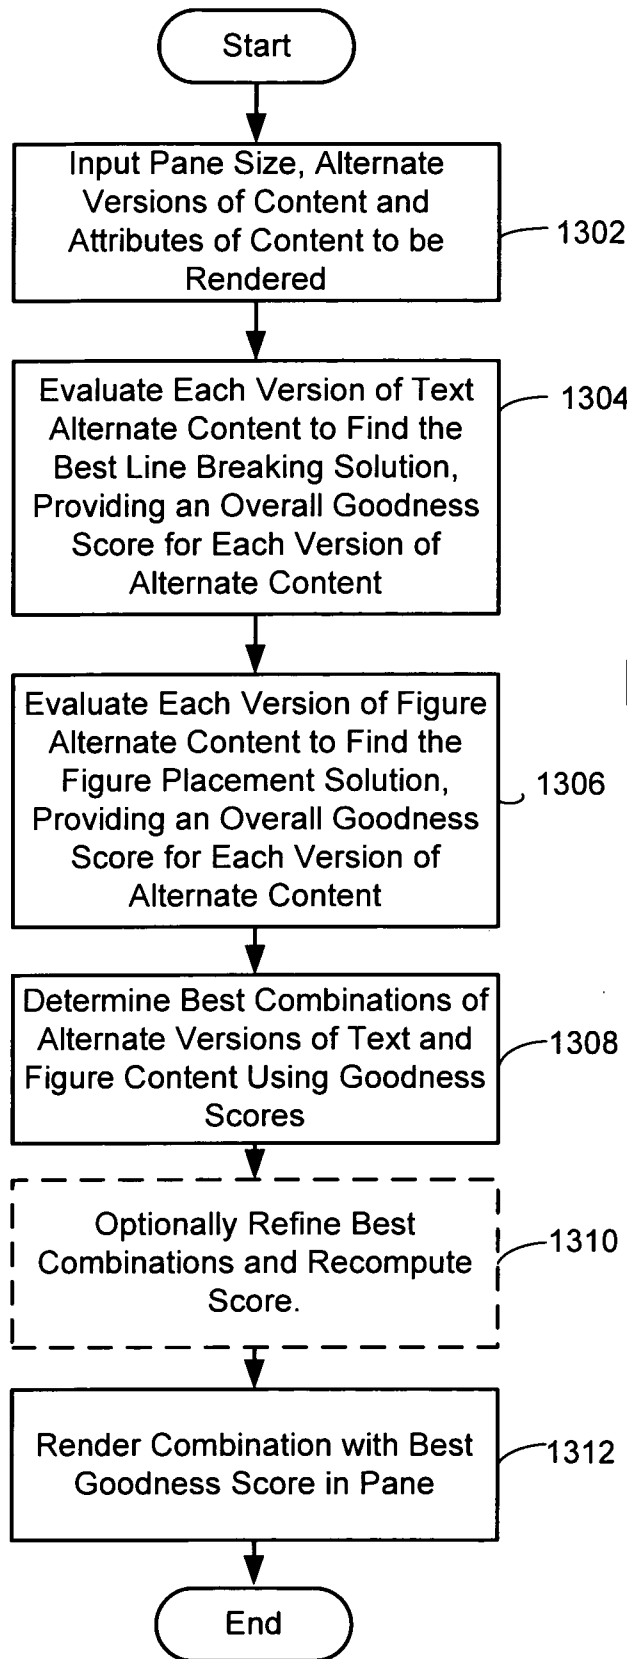 Start
Input Pane Size, Alternate
Versions of Content and
Attributes of Content to be
Rendered
1302
Evaluate Each Version of Text
Alternate Content to Find the
Best Line Breaking Solution,
Providing an Overall Goodness
Score for Each Version of
Alternate Content
1304
Evaluate Each Version of Figure
Alternate Content to Find the
Figure Placement Solution,
Providing an Overall Goodness
Score for Each Version of
Alternate Content
1306
Determine Best Combinations of
Alternate Versions of Text and
Figure Content Using Goodness
Scores
1308
Optionally Refine Best
Combinations and Recompute
Score.
1310
Render Combination with Best
Goodness Score in Pane
1312
End